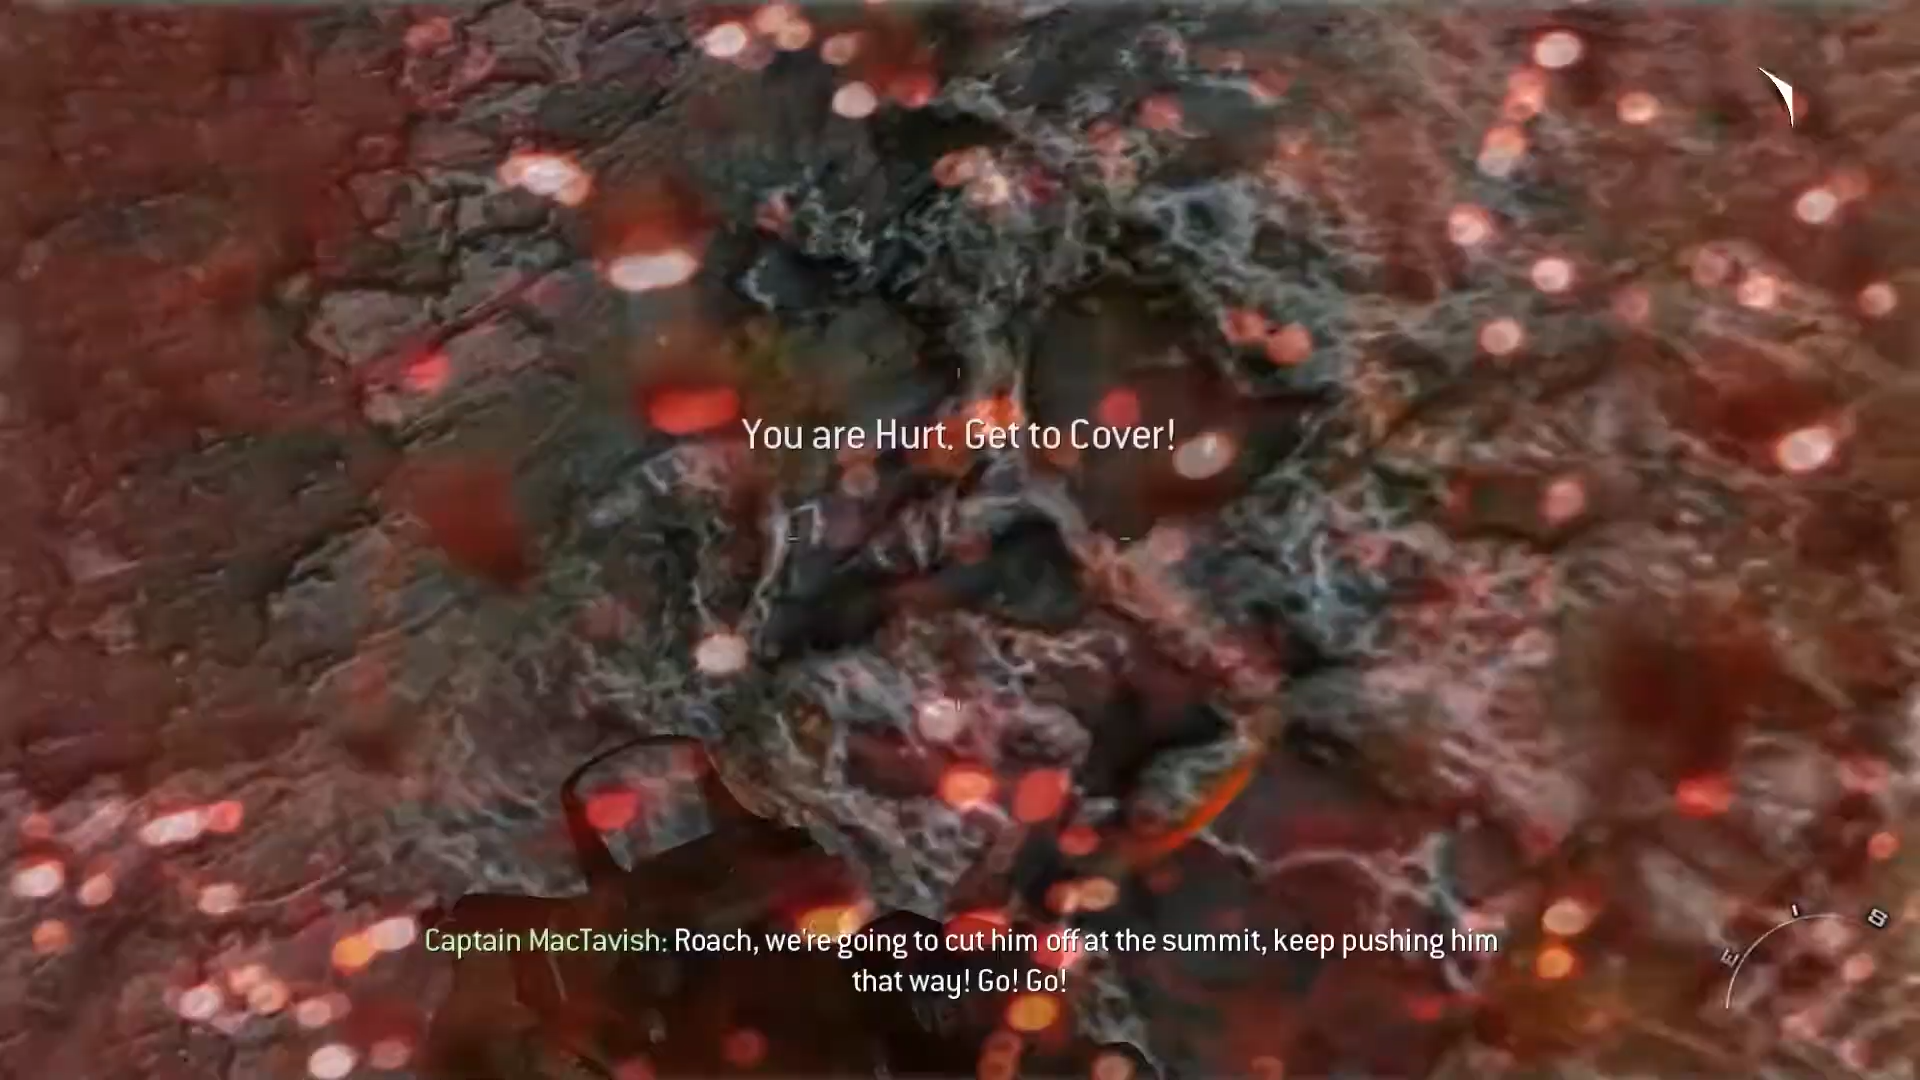 You are Hurt. Get to Cover!
Captain MacTavish: Roach, we're going to cut him off at the summit, keep pushing him
that way! Go! Go!
E
S